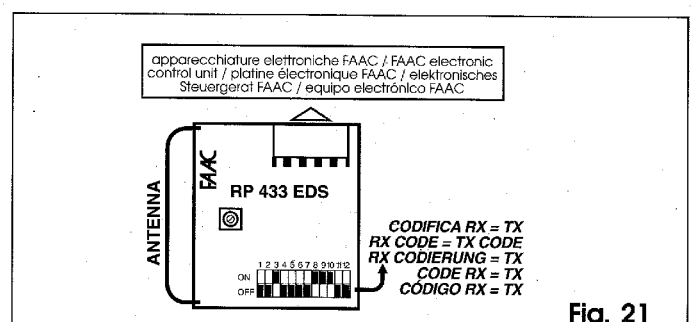 apparecchiature elettroniche FAAC / FAAC electronic
control unit / platine électronique FAAC / elektronisches
Steuergerat FAAC / equipo electrónico FAAC
FAAC
RP 433 EDS
ANTENNA
CODIFICA RX = TX
RX CODE = TX CODE
RX CODIERUNG = TX
CODE RX = TX
CÓDIGO RX = TX
1 2 3 4 5 6 7 8 9 10 11 12
ON
OFF
Fig. 21